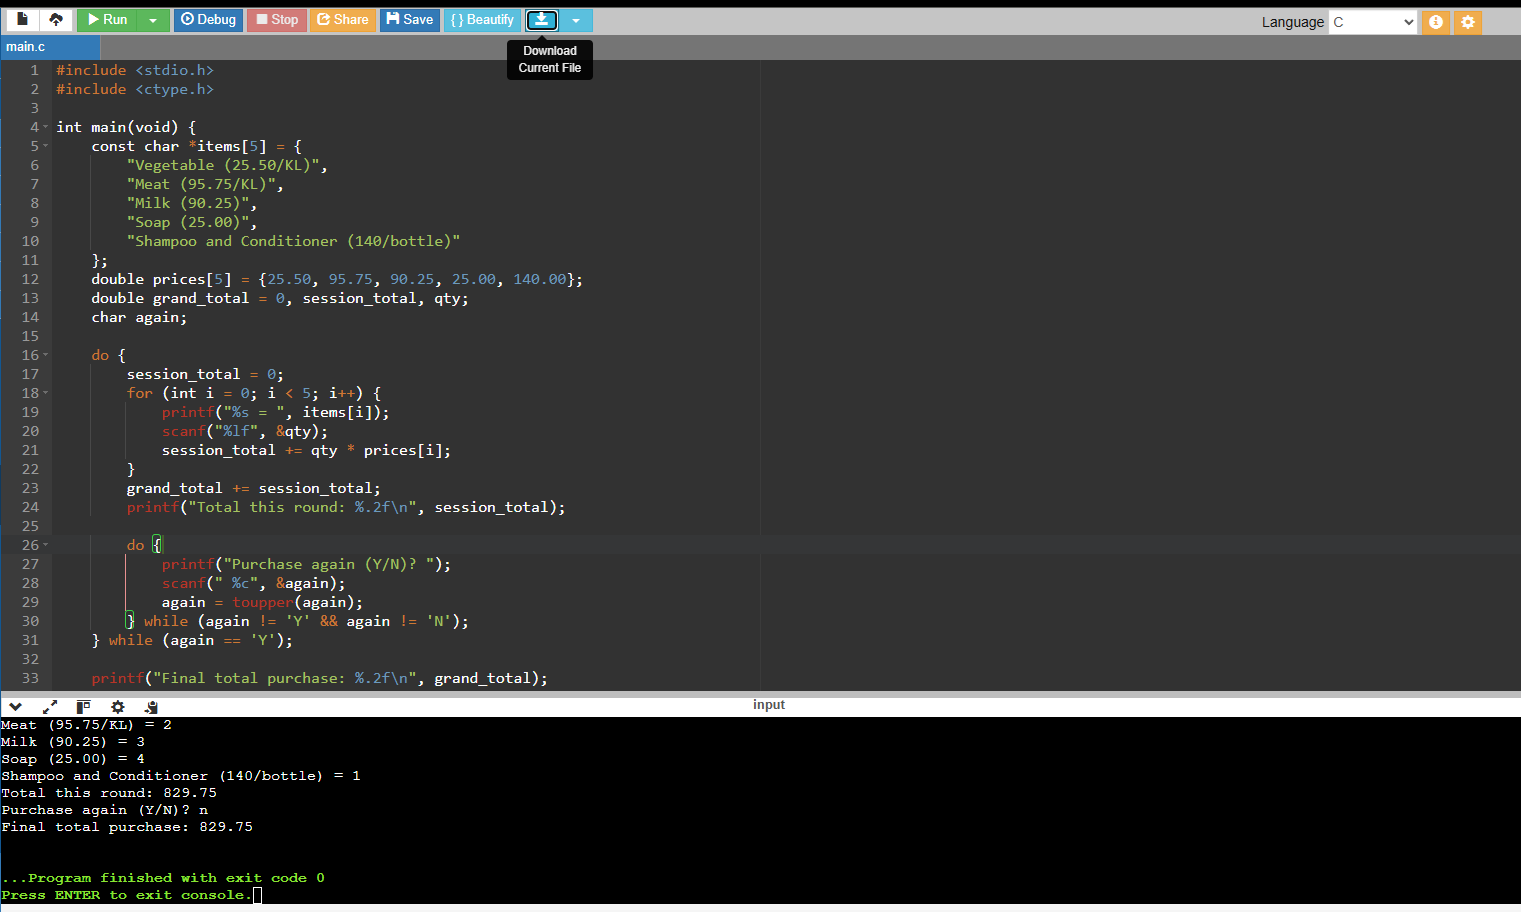 Run Debug Stop Share Save { } Beautify Language C
Download
Current File
main.c
1 #include <stdio.h>
2 #include <ctype.h>
3
4 int main(void) {
5     const char *items[5] = {
6         "Vegetable (25.50/KL)",
7         "Meat (95.75/KL)",
8         "Milk (90.25)",
9         "Soap (25.00)",
10         "Shampoo and Conditioner (140/bottle)"
11     };
12     double prices[5] = {25.50, 95.75, 90.25, 25.00, 140.00};
13     double grand_total = 0, session_total, qty;
14     char again;
15
16     do {
17         session_total = 0;
18         for (int i = 0; i < 5; i++) {
19             printf("%s = ", items[i]);
20             scanf("%lf", &qty);
21             session_total += qty * prices[i];
22         }
23         grand_total += session_total;
24         printf("Total this round: %.2f\n", session_total);
25
26         do {
27             printf("Purchase again (Y/N)? ");
28             scanf(" %c", &again);
29             again = toupper(again);
30         } while (again != 'Y' && again != 'N');
31     } while (again == 'Y');
32
33     printf("Final total purchase: %.2f\n", grand_total);
input
Meat (95.75/KL) = 2
Milk (90.25) = 3
Soap (25.00) = 4
Shampoo and Conditioner (140/bottle) = 1
Total this round: 829.75
Purchase again (Y/N)? n
Final total purchase: 829.75
...Program finished with exit code 0
Press ENTER to exit console.